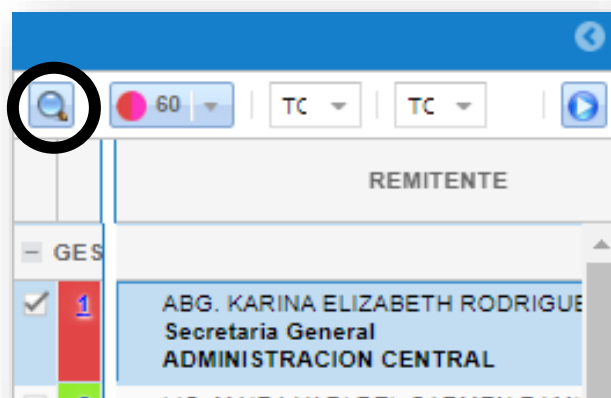 60 TC TC
REMITENTE
GES
1
ABG. KARINA ELIZABETH RODRIGUE
Secretaria General
ADMINISTRACION CENTRAL